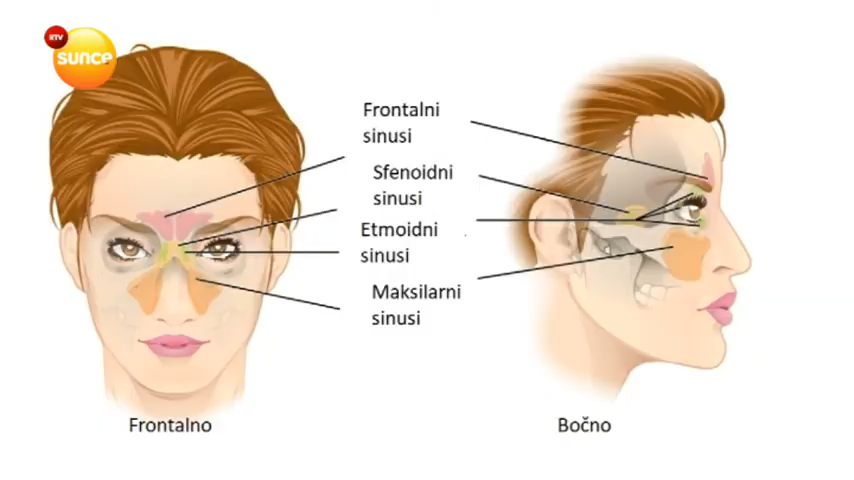 RTV
sunce
Frontalni
sinusi
Sfenoidni
sinusi
Etmoidni
sinusi
Maksilarni
sinusi
Frontalno
Bočno